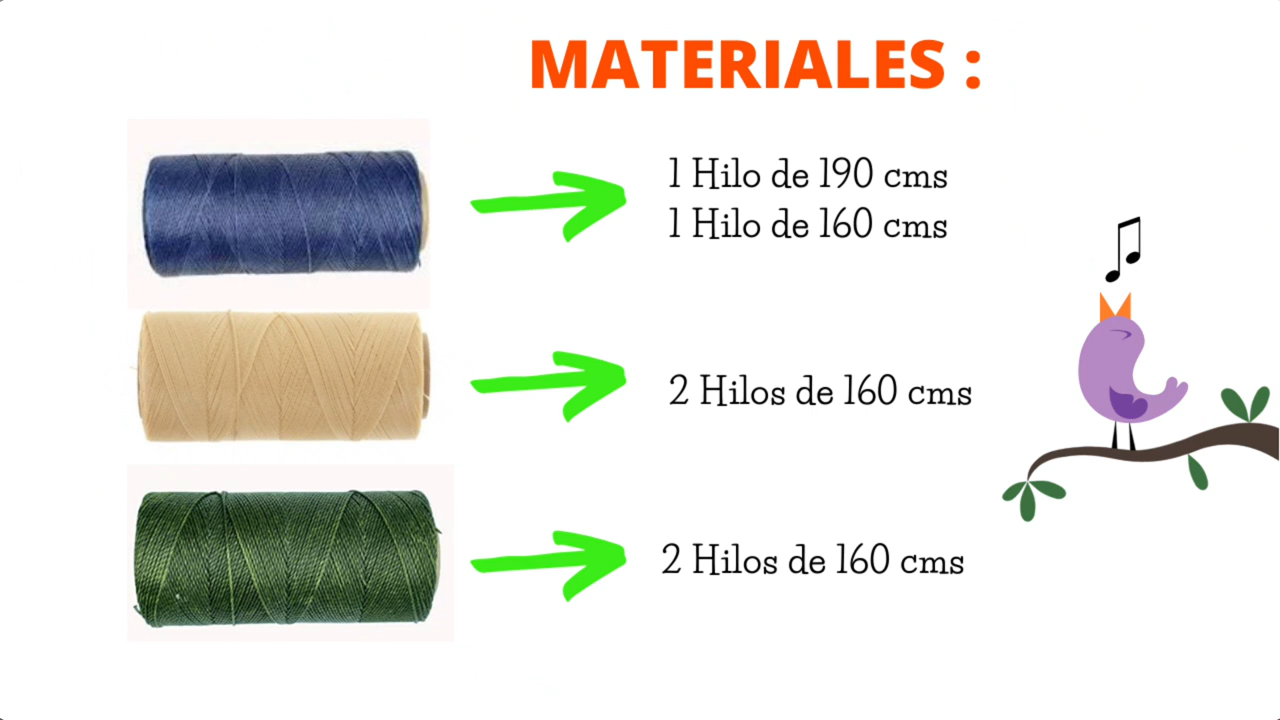 MATERIALES :
1 Hilo de 190 cms
1 Hilo de 160 cms
2 Hilos de 160 cms
2 Hilos de 160 cms